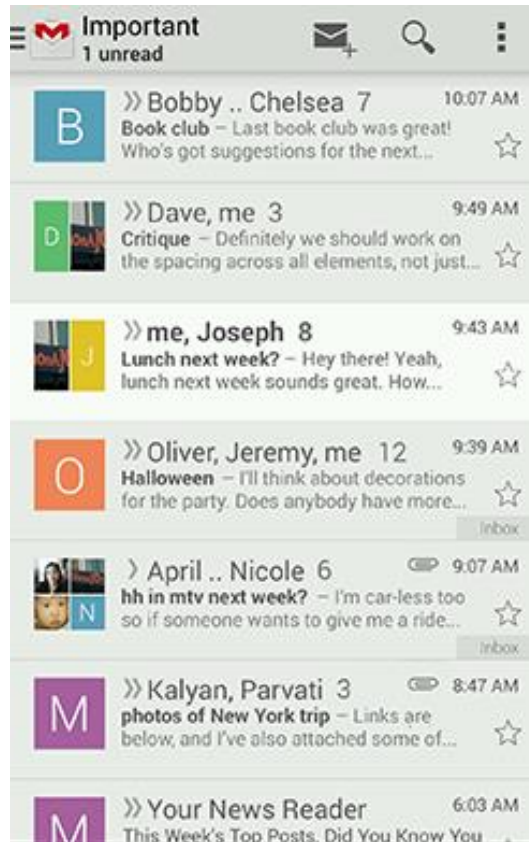 Important
1 unread
B
» Bobby .. Chelsea 7 10:07 AM
Book club – Last book club was great!
Who's got suggestions for the next...
D
» Dave, me 3 9:49 AM
Critique – Definitely we should work on
the spacing across all elements, not just...
J
» me, Joseph 8 9:43 AM
Lunch next week? – Hey there! Yeah,
lunch next week sounds great. How...
O
» Oliver, Jeremy, me 12 9:39 AM
Halloween – I'll think about decorations
for the party. Does anybody have more...
Inbox
N
› April .. Nicole 6 9:07 AM
hh in mtv next week? – I'm car-less too
so if someone wants to give me a ride...
Inbox
M
» Kalyan, Parvati 3 8:47 AM
photos of New York trip – Links are
below, and I've also attached some of...
M
» Your News Reader 6:03 AM
This Week's Top Posts. Did You Know You